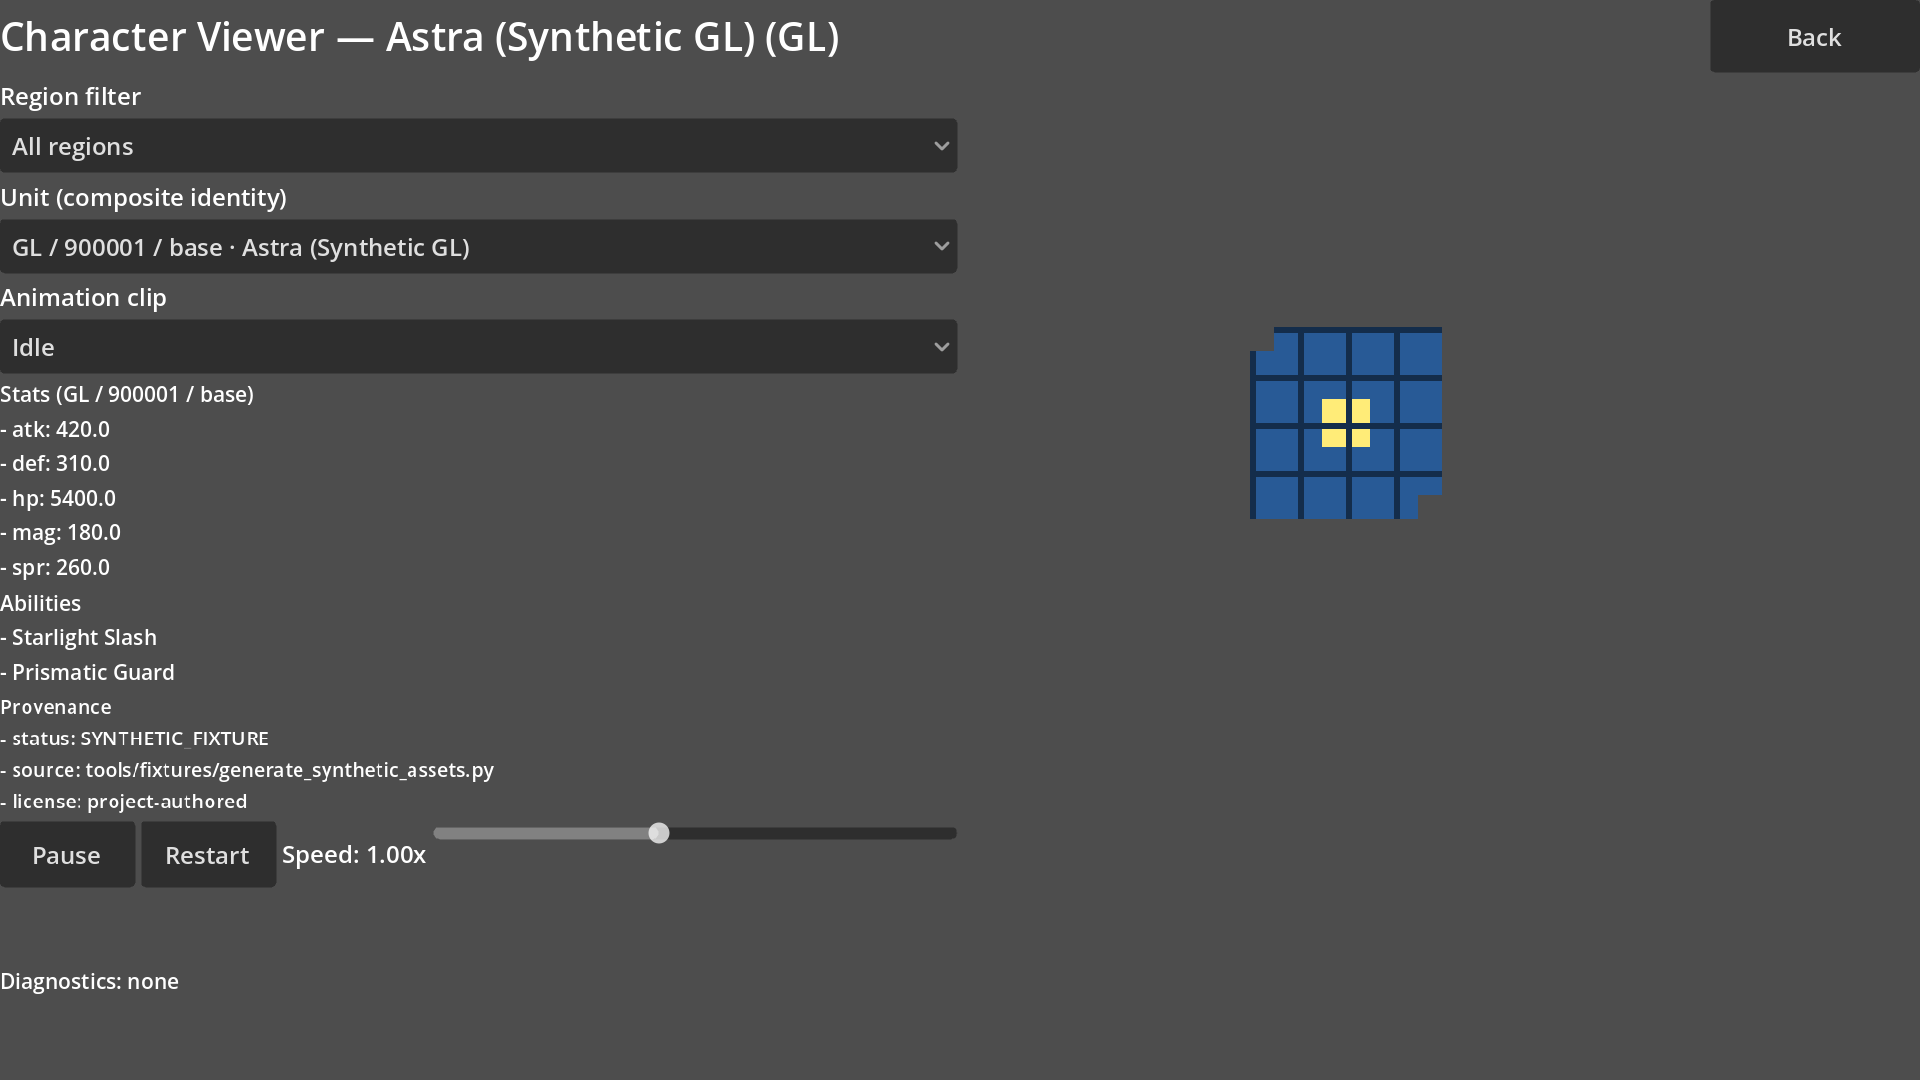 Character Viewer — Astra (Synthetic GL) (GL)
Back
Region filter
All regions
Unit (composite identity)
GL / 900001 / base · Astra (Synthetic GL)
Animation clip
Idle
Stats (GL / 900001 / base)
- atk: 420.0
- def: 310.0
- hp: 5400.0
- mag: 180.0
- spr: 260.0
Abilities
- Starlight Slash
- Prismatic Guard
Provenance
- status: SYNTHETIC_FIXTURE
- source: tools/fixtures/generate_synthetic_assets.py
- license: project-authored
Pause
Restart
Speed: 1.00x
Diagnostics: none